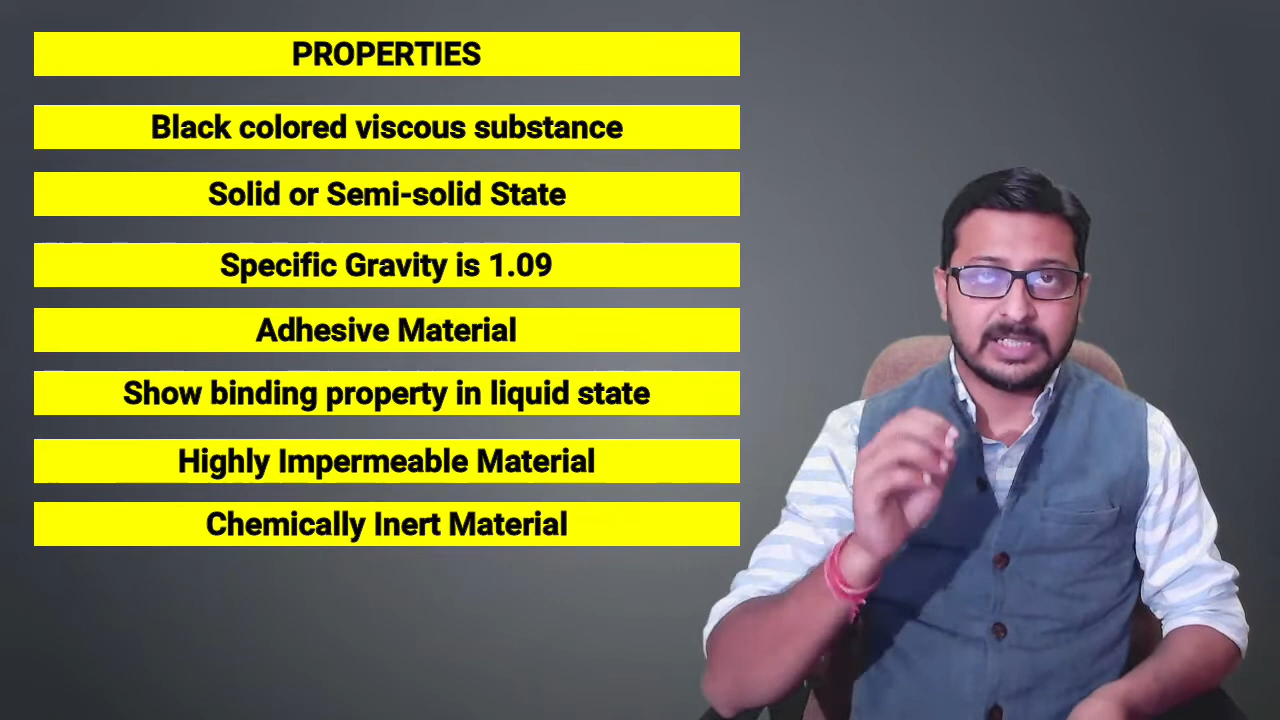 PROPERTIES
Black colored viscous substance
Solid or Semi-solid State
Specific Gravity is 1.09
Adhesive Material
Show binding property in liquid state
Highly Impermeable Material
Chemically Inert Material